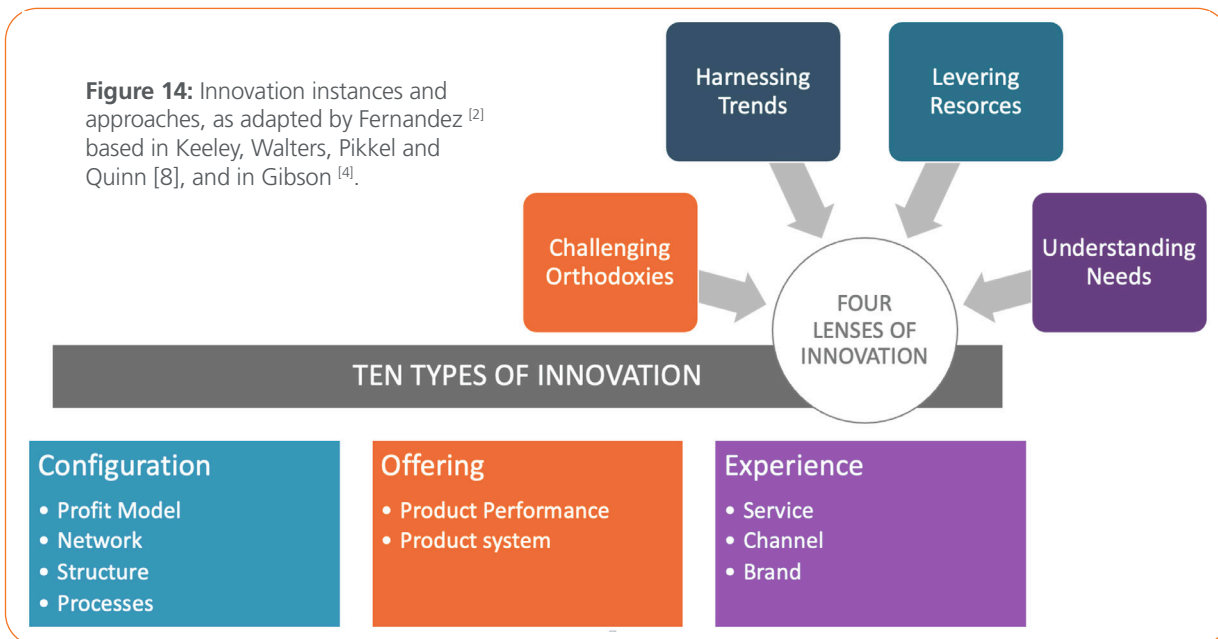 Figure 14: Innovation instances and
approaches, as adapted by Fernandez [2]
based in Keeley, Walters, Pikkel and
Quinn [8], and in Gibson [4].
Harnessing
Trends
Levering
Resorces
Challenging
Orthodoxies
Understanding
Needs
FOUR
LENSES OF
INNOVATION
TEN TYPES OF INNOVATION
Configuration
• Profit Model
• Network
• Structure
• Processes
Offering
• Product Performance
• Product system
Experience
• Service
• Channel
• Brand